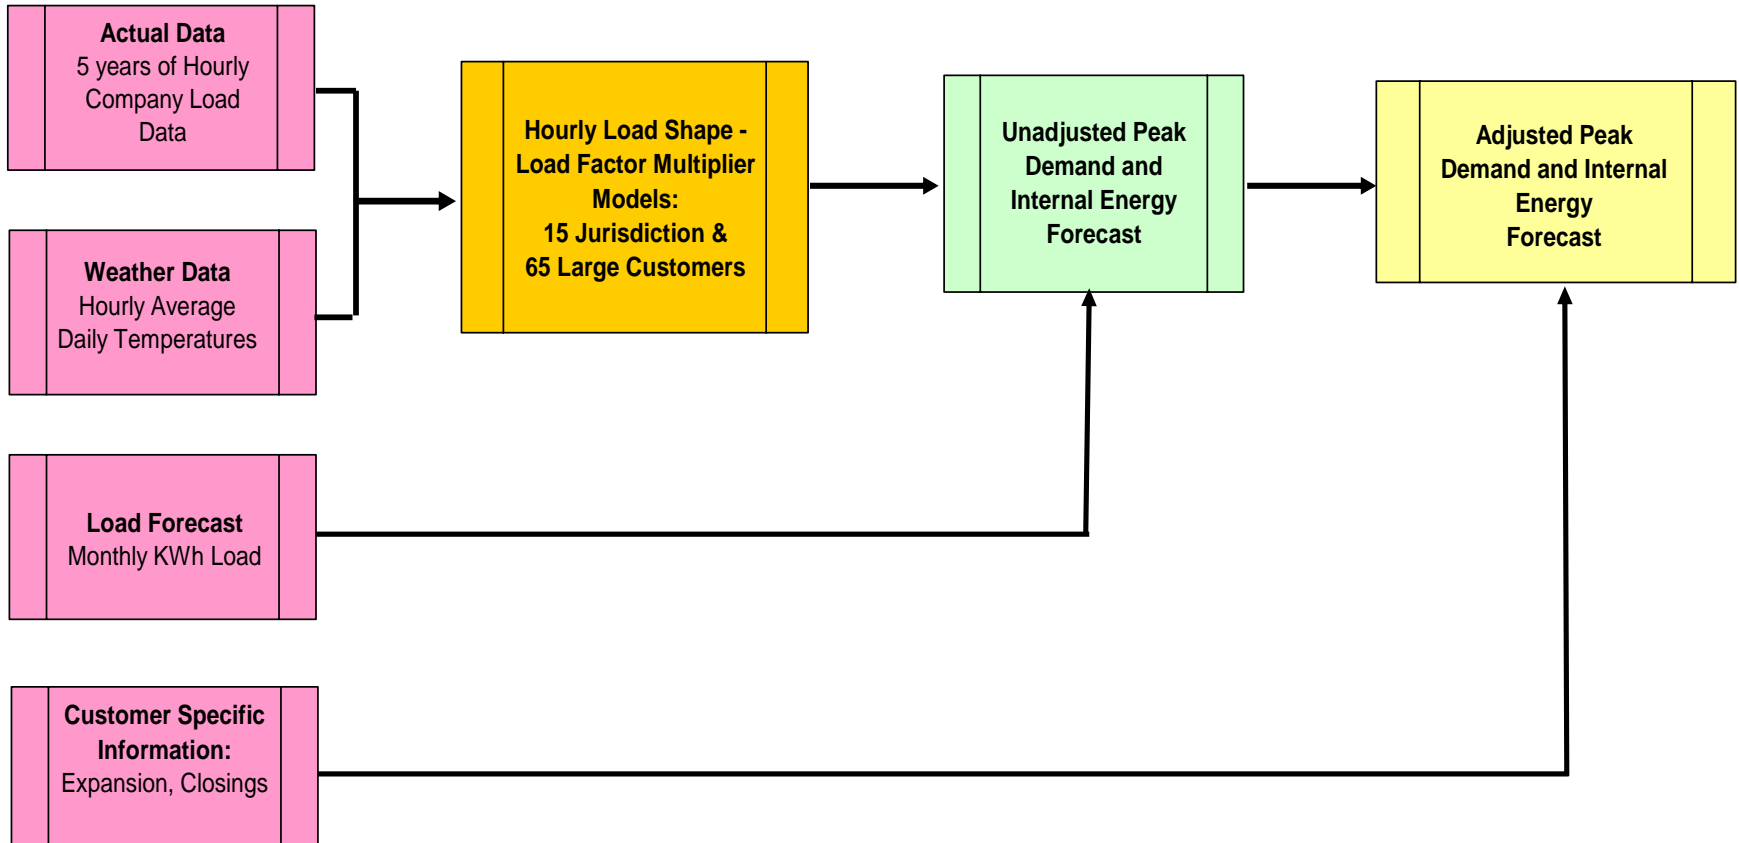 Actual Data
5 years of Hourly
Company Load
Data
Hourly Load Shape -
Load Factor Multiplier
Models:
15 Jurisdiction &
65 Large Customers
Unadjusted Peak
Demand and
Internal Energy
Forecast
Adjusted Peak
Demand and Internal
Energy
Forecast
Weather Data
Hourly Average
Daily Temperatures
Load Forecast
Monthly KWh Load
Customer Specific
Information:
Expansion, Closings